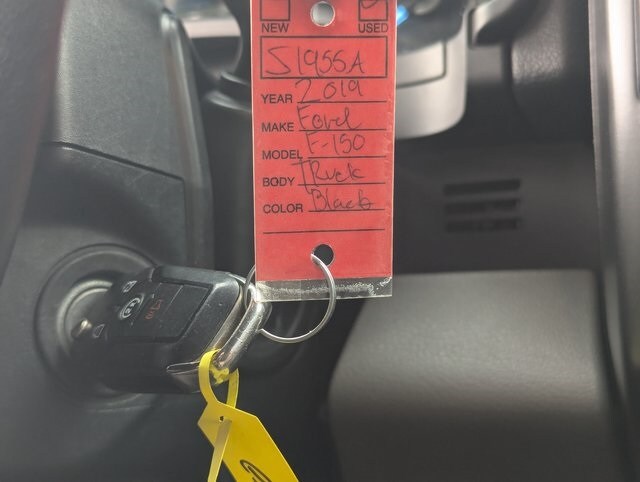 NEW USED
S1955A
YEAR 2019
MAKE Ford
MODEL F-150
BODY TRuck
COLOR Black